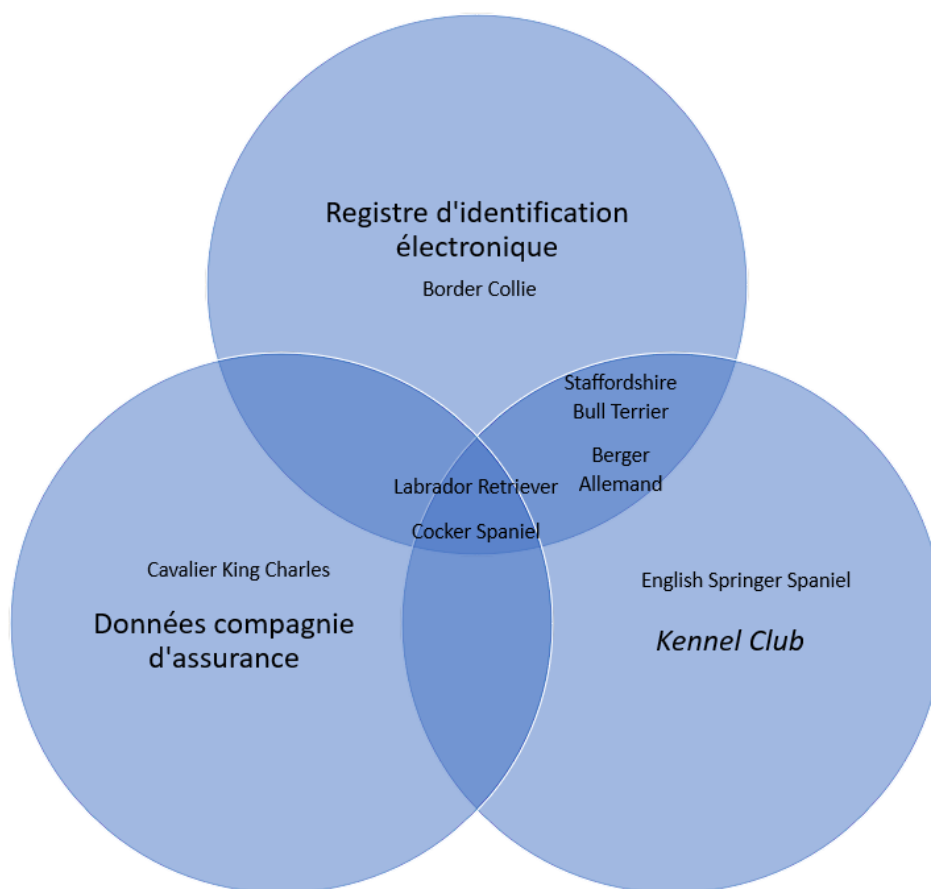 Registre d'identification
électronique
Border Collie
Staffordshire
Bull Terrier
Berger
Allemand
Labrador Retriever
Cocker Spaniel
Cavalier King Charles
Données compagnie
d'assurance
English Springer Spaniel
Kennel Club